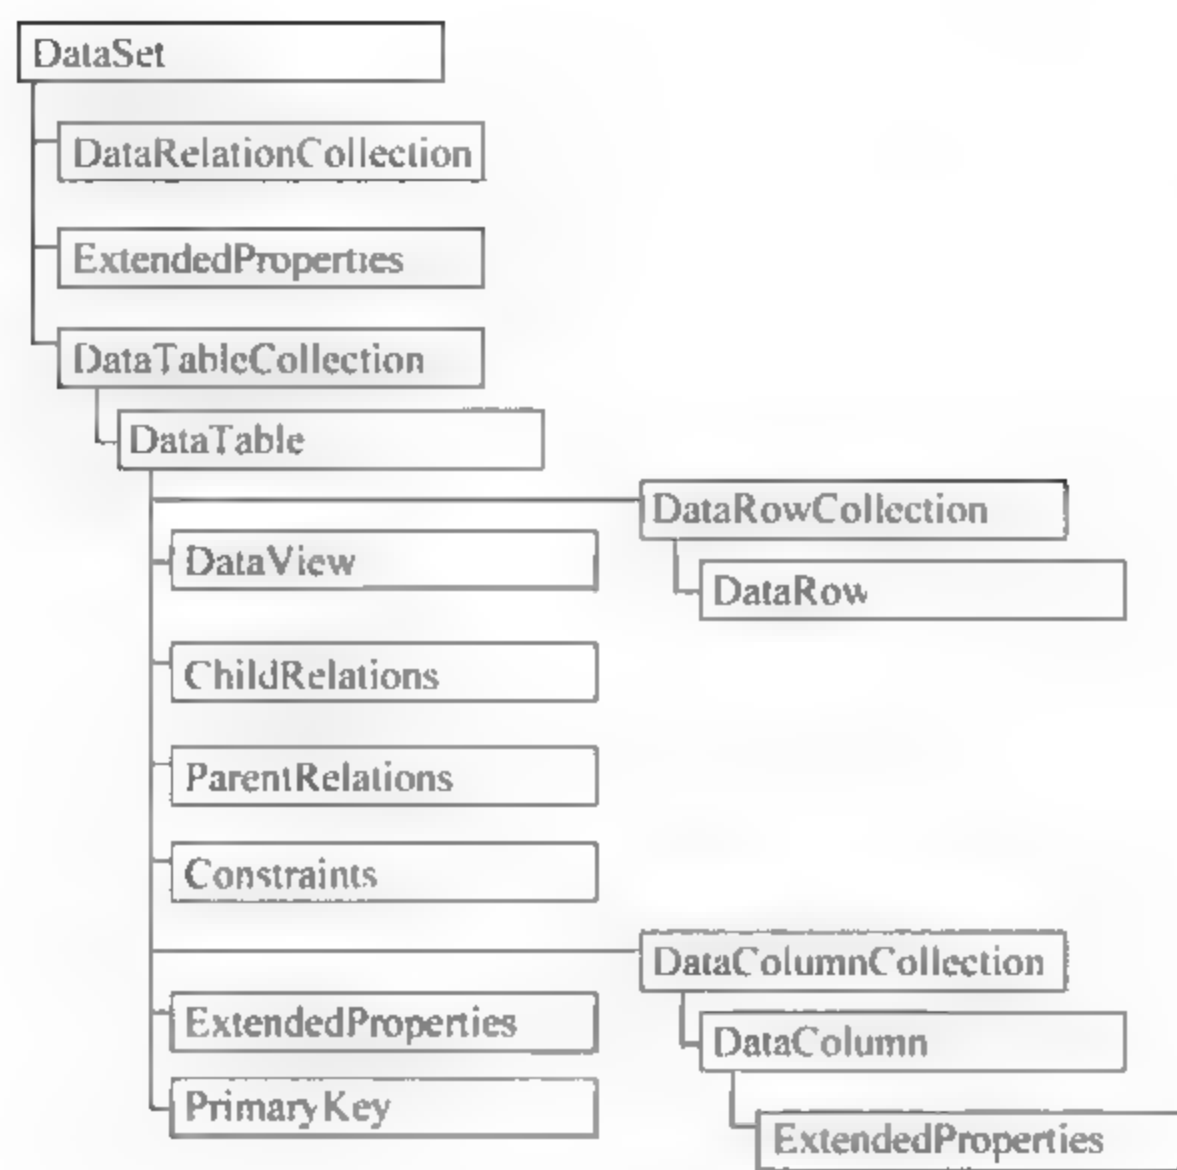 DataSet
DataRelationCollection
ExtendedProperties
DataTableCollection
DataTable
DataRowCollection
DataView
DataRow
ChildRelations
ParentRelations
Constraints
DataColumnCollection
ExtendedProperties
DataColumn
PrimaryKey
ExtendedProperties